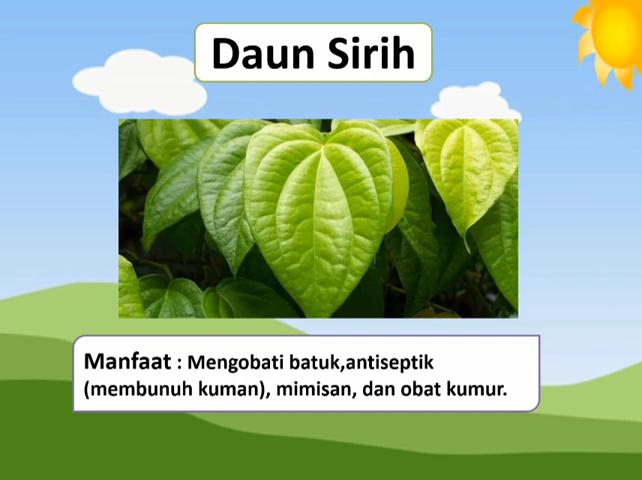 Daun Sirih
Manfaat : Mengobati batuk,antiseptik
(membunuh kuman), mimisan, dan obat kumur.